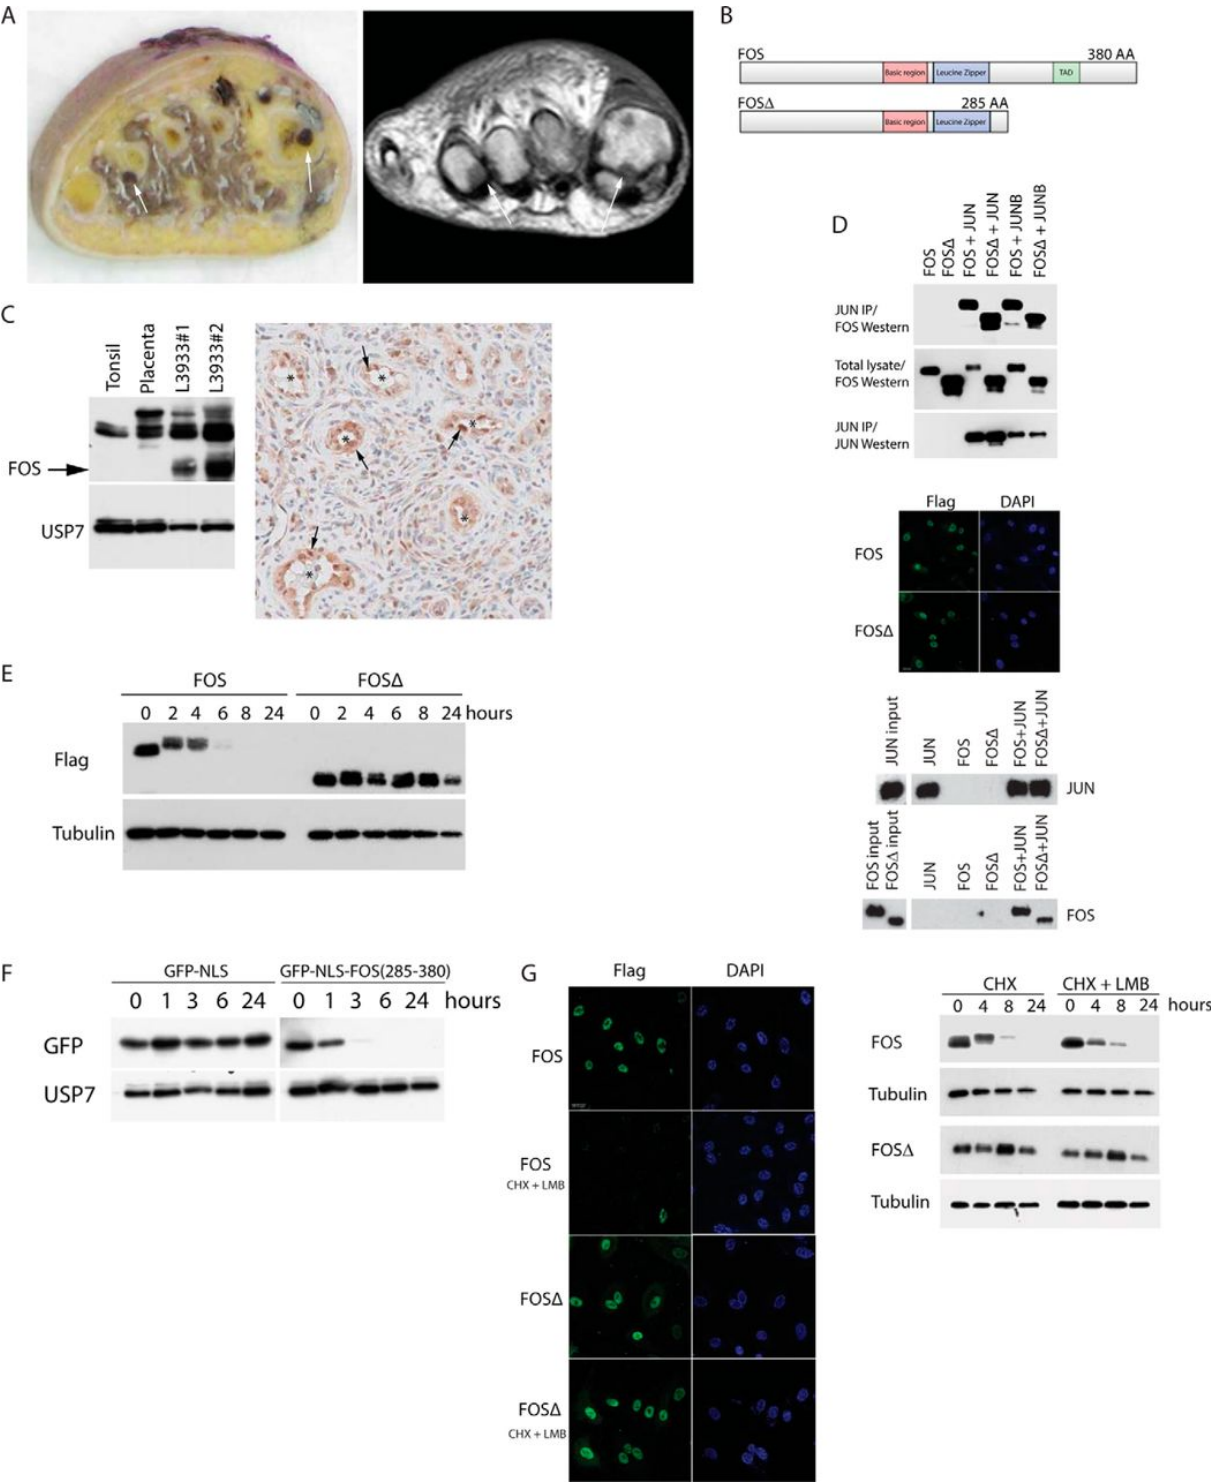 A
B
FOS 380 AA
Basic region Leucine Zipper TAD
FOSΔ 285 AA
Basic region Leucine Zipper
C
Tonsil
Placenta
L3933#1
L3933#2
FOS
USP7
* * * * * *
D
FOS
FOSΔ
FOS + JUN
FOSΔ + JUN
FOS + JUNB
FOSΔ + JUNB
JUN IP/
FOS Western
Total lysate/
FOS Western
JUN IP/
JUN Western
Flag DAPI
FOS
FOSΔ
JUN input
JUN
FOS
FOSΔ
FOS+JUN
FOSΔ+JUN
JUN
FOS input
FOSΔ input
JUN
FOS
FOSΔ
FOS+JUN
FOSΔ+JUN
FOS
E
FOS FOSΔ
0 2 4 6 8 24 0 2 4 6 8 24 hours
Flag
Tubulin
F
GFP-NLS GFP-NLS-FOS(285-380)
0 1 3 6 24 0 1 3 6 24 hours
GFP
USP7
G
Flag DAPI
FOS
FOS
CHX + LMB
FOSΔ
FOSΔ
CHX + LMB
CHX CHX + LMB
0 4 8 24 0 4 8 24 hours
FOS
Tubulin
FOSΔ
Tubulin